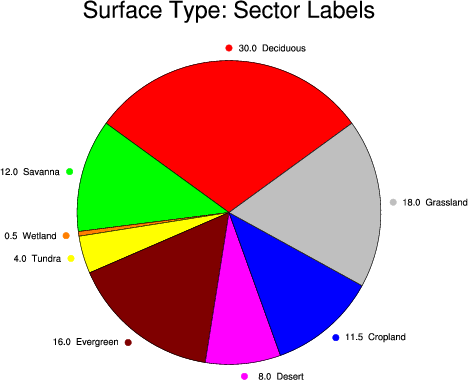 Surface Type: Sector Labels
30.0 Deciduous
12.0 Savanna
18.0 Grassland
0.5 Wetland
4.0 Tundra
11.5 Cropland
16.0 Evergreen
8.0 Desert